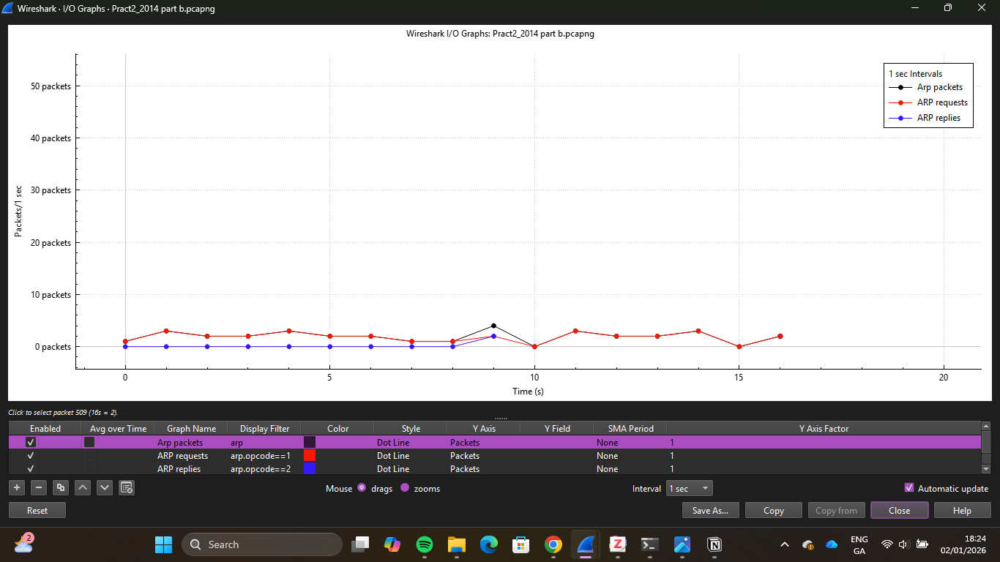 Wireshark · I/O Graphs · Pract2_2014 part b.pcapng
Wireshark I/O Graphs: Pract2_2014 part b.pcapng
1 sec Intervals
Arp packets
ARP requests
ARP replies
50 packets
40 packets
30 packets
20 packets
10 packets
0 packets
Packets/1 sec
0 5 10 15 20
Time (s)
Click to select packet 509 (16s = 2).
Enabled Avg over Time Graph Name Display Filter Color Style Y Axis Y Field SMA Period Y Axis Factor
Arp packets arp Dot Line Packets None 1
ARP requests arp.opcode==1 Dot Line Packets None 1
ARP replies arp.opcode==2 Dot Line Packets None 1
Mouse drags zooms Interval 1 sec Automatic update
Reset Save As... Copy Copy from Close Help
2
Search
ENG
GA
18:24
02/01/2026